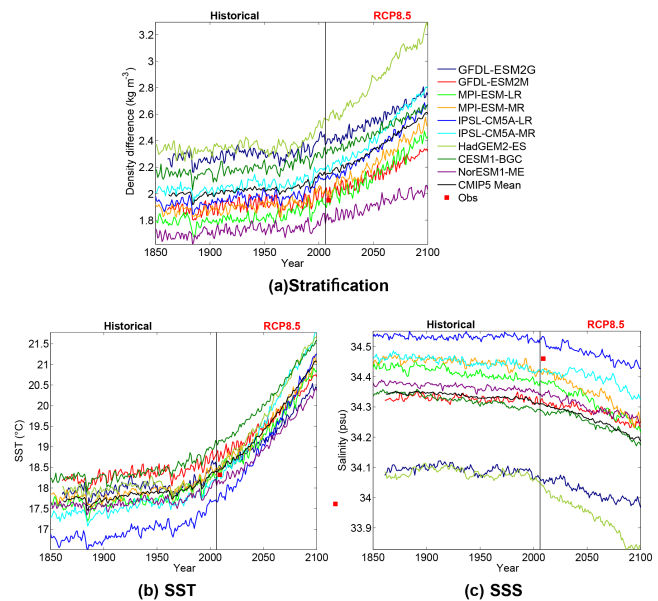 Historical RCP8.5
3.2
3
2.8
2.6
2.4
2.2
2
1.8
Density difference (kg m-3)
1850 1900 1950 2000 2050 2100
Year
GFDL-ESM2G
GFDL-ESM2M
MPI-ESM-LR
MPI-ESM-MR
IPSL-CM5A-LR
IPSL-CM5A-MR
HadGEM2-ES
CESM1-BGC
NorESM1-ME
CMIP5 Mean
Obs
(a)Stratification
Historical RCP8.5
21.5
21
20.5
20
19.5
19
18.5
18
17.5
17
SST (°C)
1850 1900 1950 2000 2050 2100
Year
(b) SST
Historical RCP8.5
34.5
34.4
34.3
34.2
34.1
34
33.9
Salinity (psu)
1850 1900 1950 2000 2050 2100
Year
(c) SSS